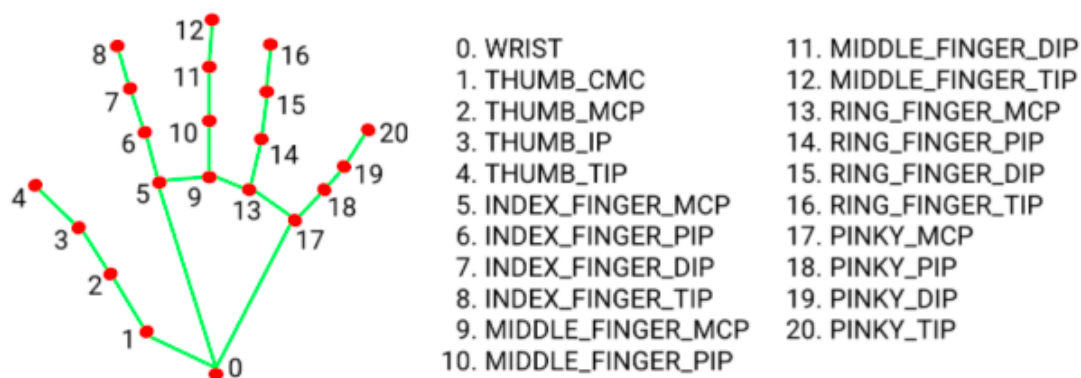 12
16
8
11
7
15
10
6
20
14
19
4
5
9
13
18
3
17
2
1
0
0. WRIST
1. THUMB_CMC
2. THUMB_MCP
3. THUMB_IP
4. THUMB_TIP
5. INDEX_FINGER_MCP
6. INDEX_FINGER_PIP
7. INDEX_FINGER_DIP
8. INDEX_FINGER_TIP
9. MIDDLE_FINGER_MCP
10. MIDDLE_FINGER_PIP
11. MIDDLE_FINGER_DIP
12. MIDDLE_FINGER_TIP
13. RING_FINGER_MCP
14. RING_FINGER_PIP
15. RING_FINGER_DIP
16. RING_FINGER_TIP
17. PINKY_MCP
18. PINKY_PIP
19. PINKY_DIP
20. PINKY_TIP